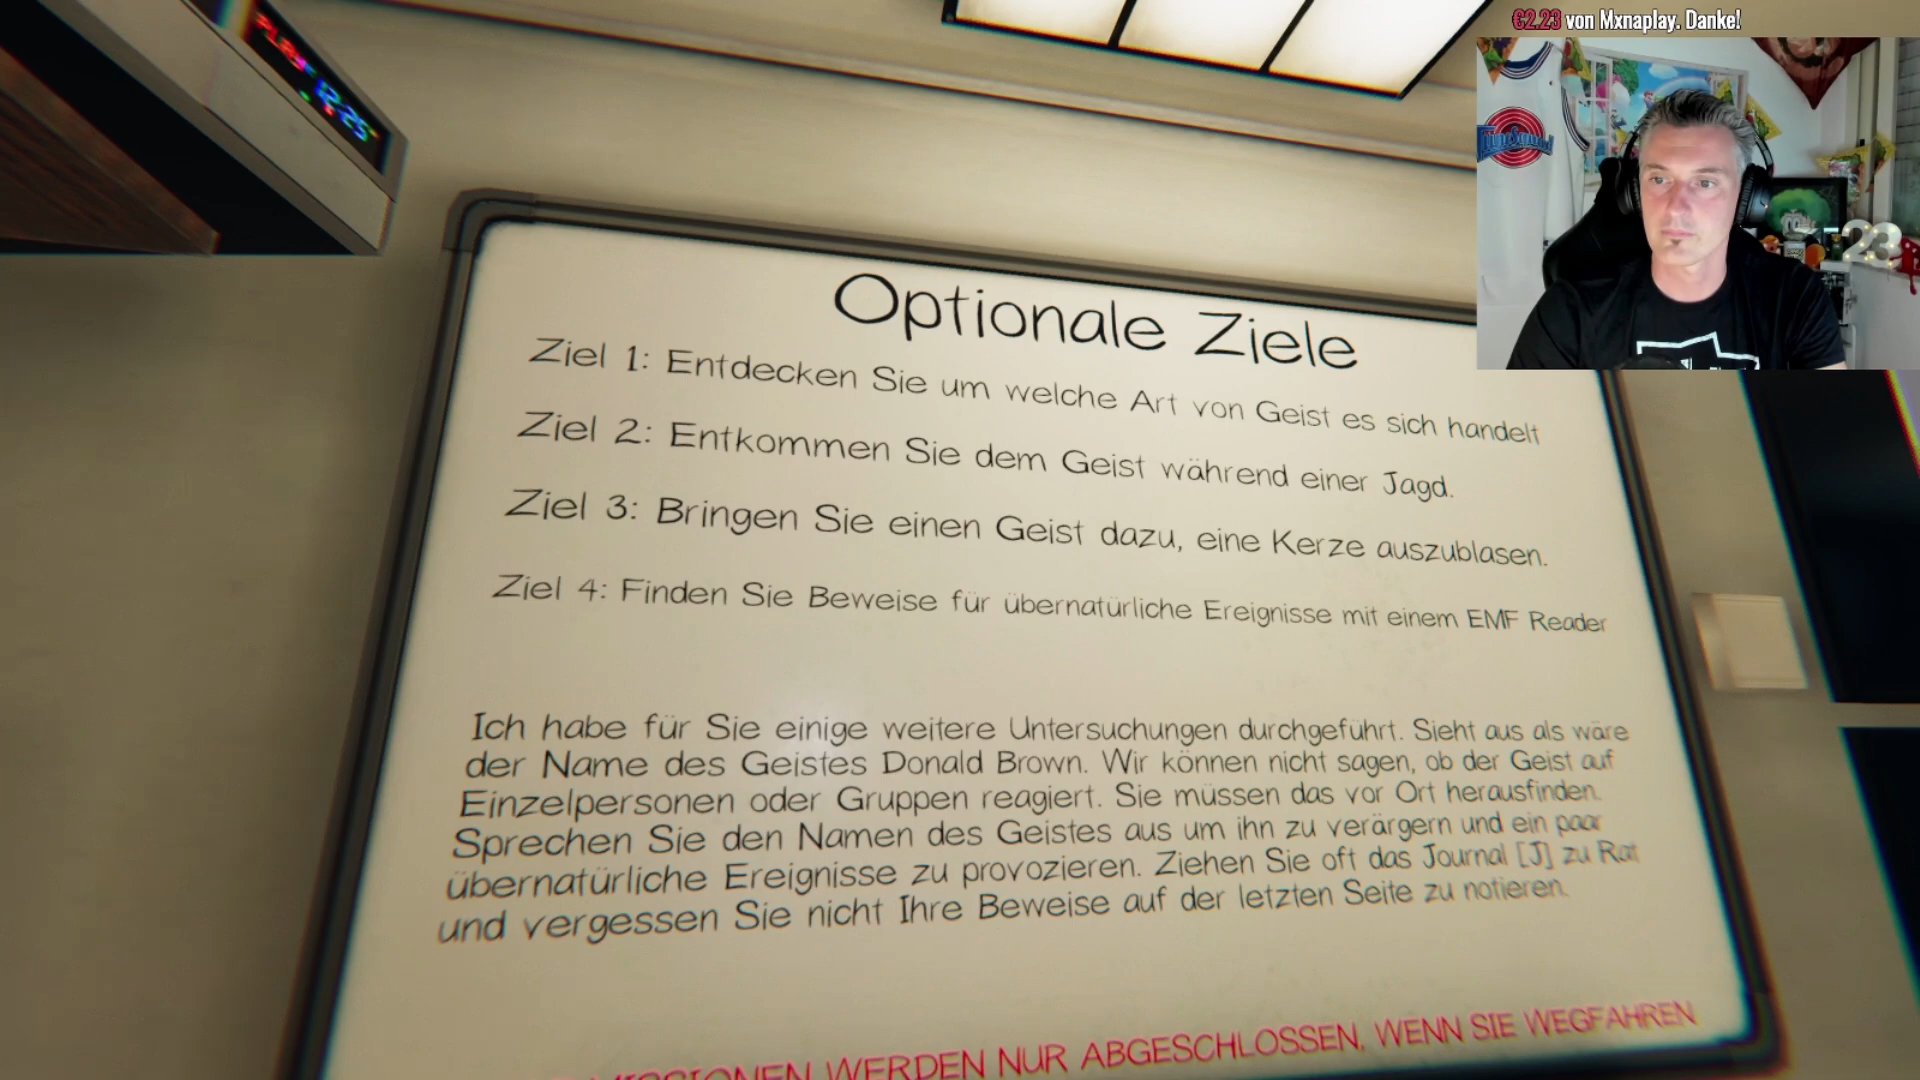 €2.23 von Mxnaplay. Danke!
Optionale Ziele
Ziel 1: Entdecken Sie um welche Art von Geist es sich handelt
Ziel 2: Entkommen Sie dem Geist während einer Jagd.
Ziel 3: Bringen Sie einen Geist dazu, eine Kerze auszublasen.
Ziel 4: Finden Sie Beweise für übernatürliche Ereignisse mit einem EMF Reader
Ich habe für Sie einige weitere Untersuchungen durchgeführt. Sieht aus als wäre
der Name des Geistes Donald Brown. Wir können nicht sagen, ob der Geist auf
Einzelpersonen oder Gruppen reagiert. Sie müssen das vor Ort herausfinden.
Sprechen Sie den Namen des Geistes aus um ihn zu verärgern und ein paar
übernatürliche Ereignisse zu provozieren. Ziehen Sie oft das Journal [J] zu Rat
und vergessen Sie nicht Ihre Beweise auf der letzten Seite zu notieren.
MISSIONEN WERDEN NUR ABGESCHLOSSEN, WENN SIE WEGFAHREN
23